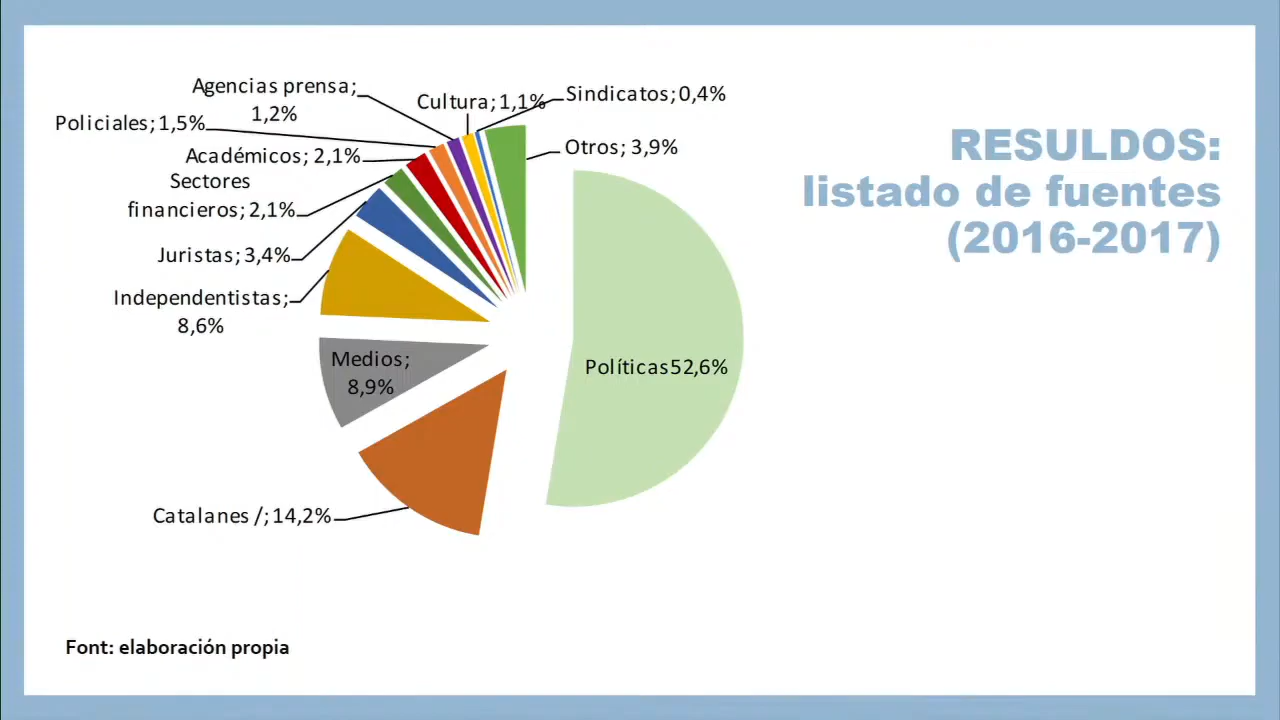 RESULDOS:
listado de fuentes
(2016-2017)
Agencias prensa;
1,2%
Cultura; 1,1%
Sindicatos; 0,4%
Policiales; 1,5%
Otros; 3,9%
Académicos; 2,1%
Sectores
financieros; 2,1%
Juristas; 3,4%
Independentistas;
8,6%
Medios;
8,9%
Políticas52,6%
Catalanes /; 14,2%
Font: elaboración propia